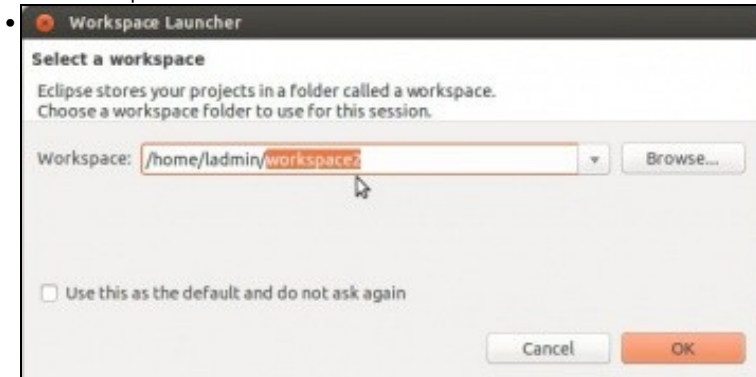 Workspace Launcher
Select a workspace
Eclipse stores your projects in a folder called a workspace.
Choose a workspace folder to use for this session.
Workspace: /home/ladmin/workspace2 Browse...
Use this as the default and do not ask again
Cancel OK